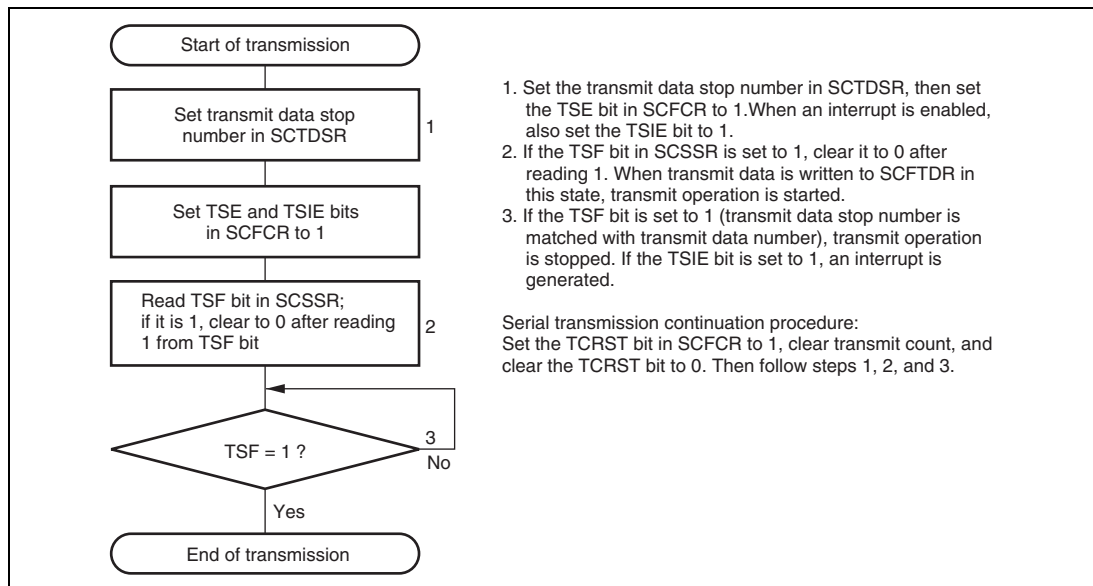 Start of transmission
Set transmit data stop
number in SCTDSR
1
Set TSE and TSIE bits
in SCFCR to 1
Read TSF bit in SCSSR;
if it is 1, clear to 0 after reading
1 from TSF bit
2
TSF = 1 ?
3
No
Yes
End of transmission
1. Set the transmit data stop number in SCTDSR, then set
the TSE bit in SCFCR to 1.When an interrupt is enabled,
also set the TSIE bit to 1.
2. If the TSF bit in SCSSR is set to 1, clear it to 0 after
reading 1. When transmit data is written to SCFTDR in
this state, transmit operation is started.
3. If the TSF bit is set to 1 (transmit data stop number is
matched with transmit data number), transmit operation
is stopped. If the TSIE bit is set to 1, an interrupt is
generated.
Serial transmission continuation procedure:
Set the TCRST bit in SCFCR to 1, clear transmit count, and
clear the TCRST bit to 0. Then follow steps 1, 2, and 3.